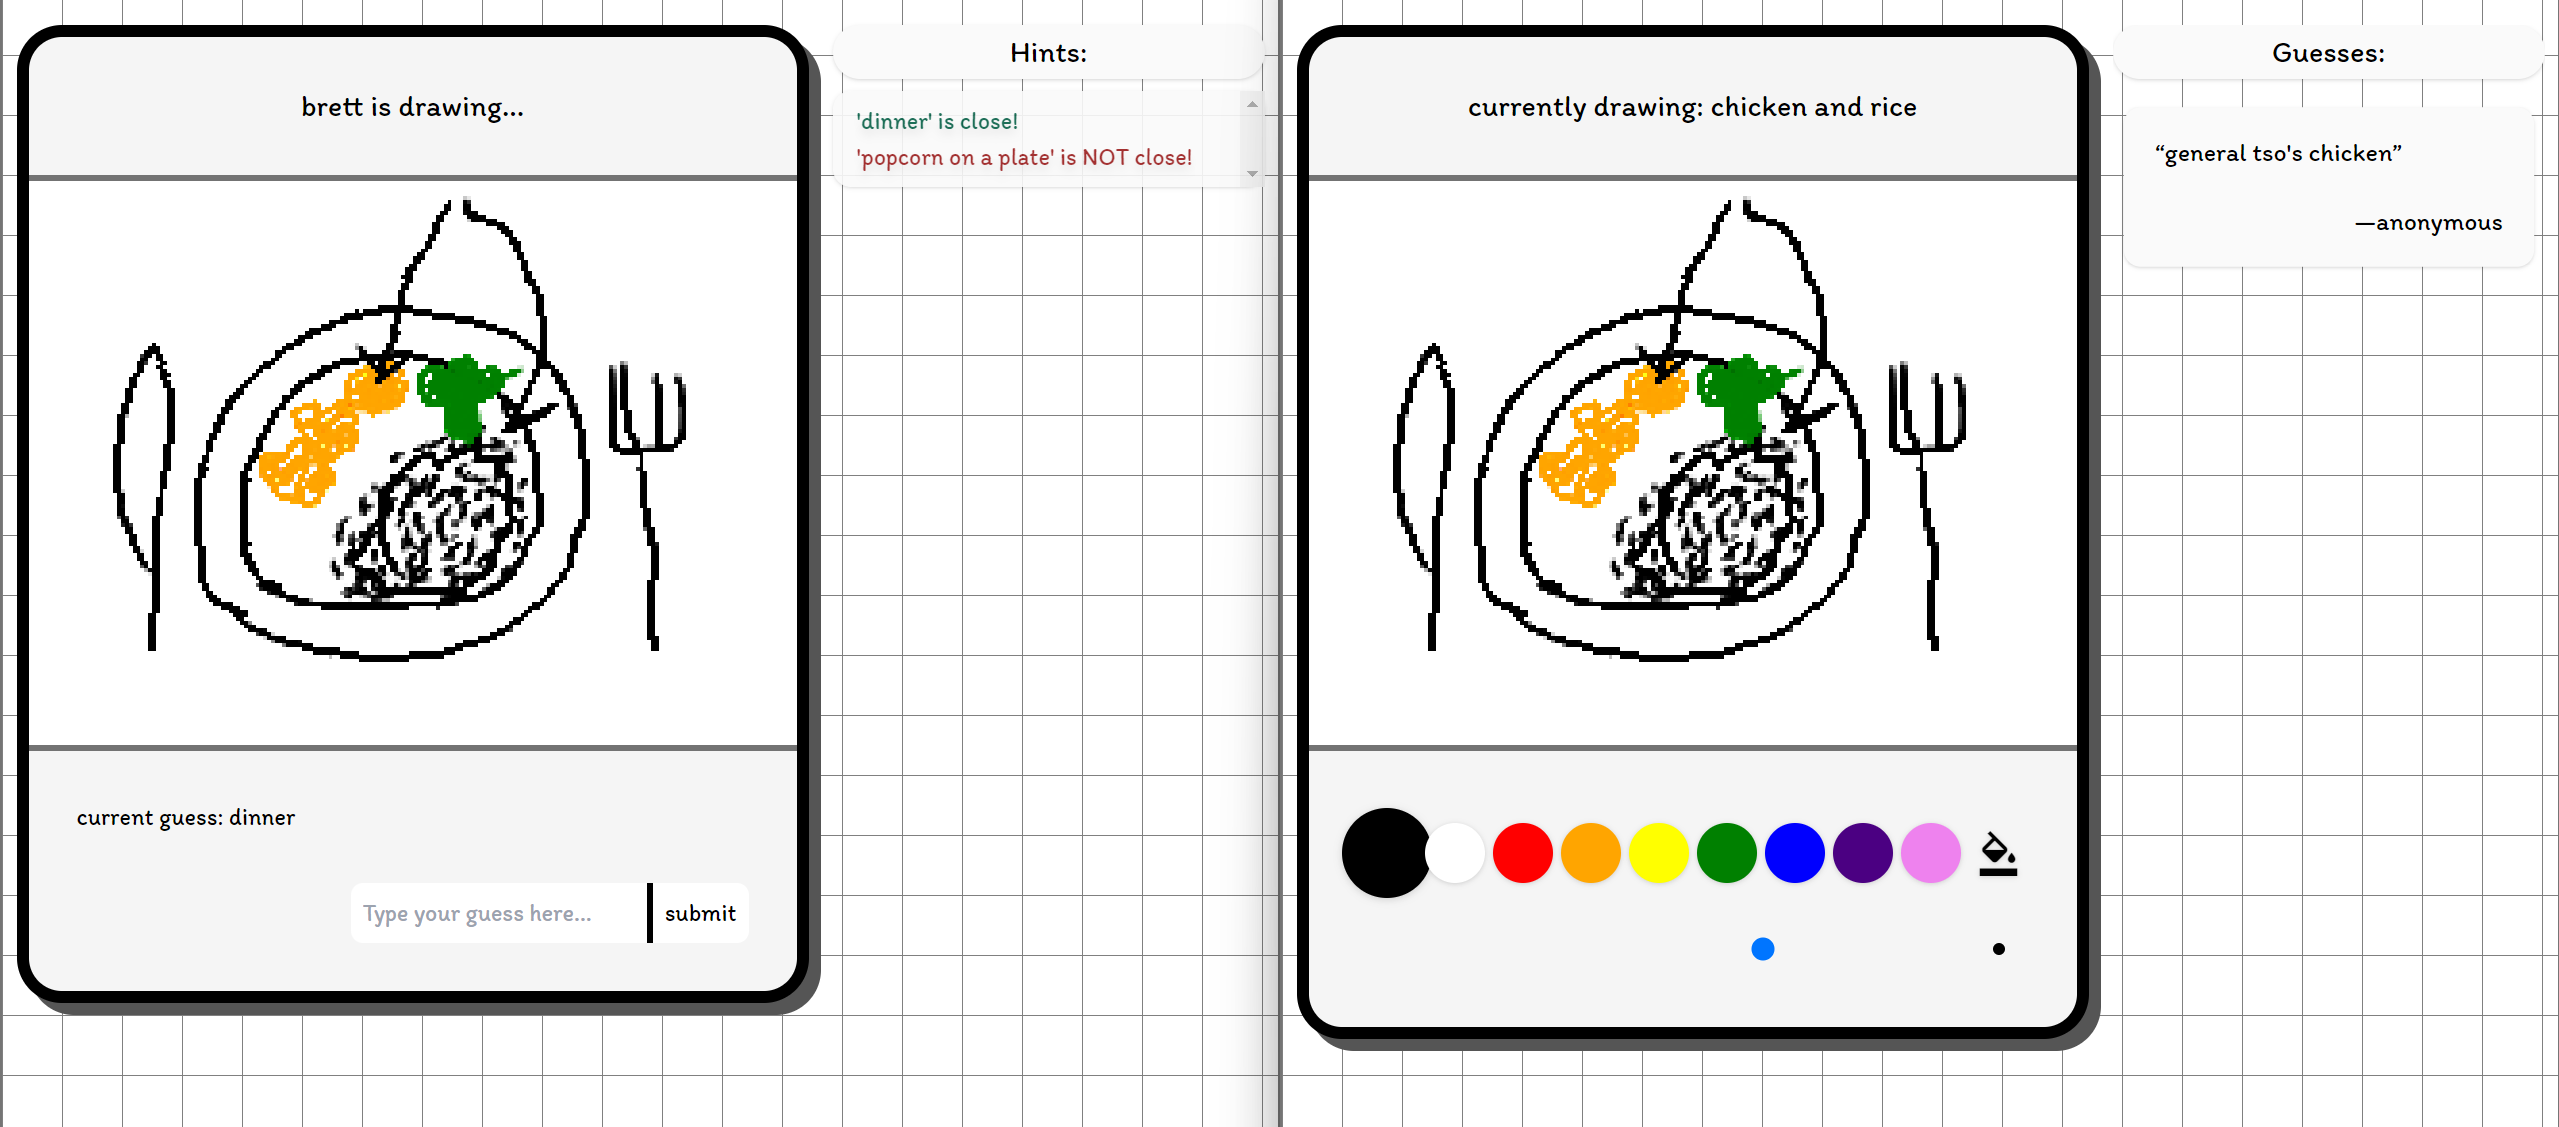 brett is drawing...
Hints:
'dinner' is close!
'popcorn on a plate' is NOT close!
current guess: dinner
Type your guess here...
submit
currently drawing: chicken and rice
Guesses:
“general tso's chicken”
—anonymous